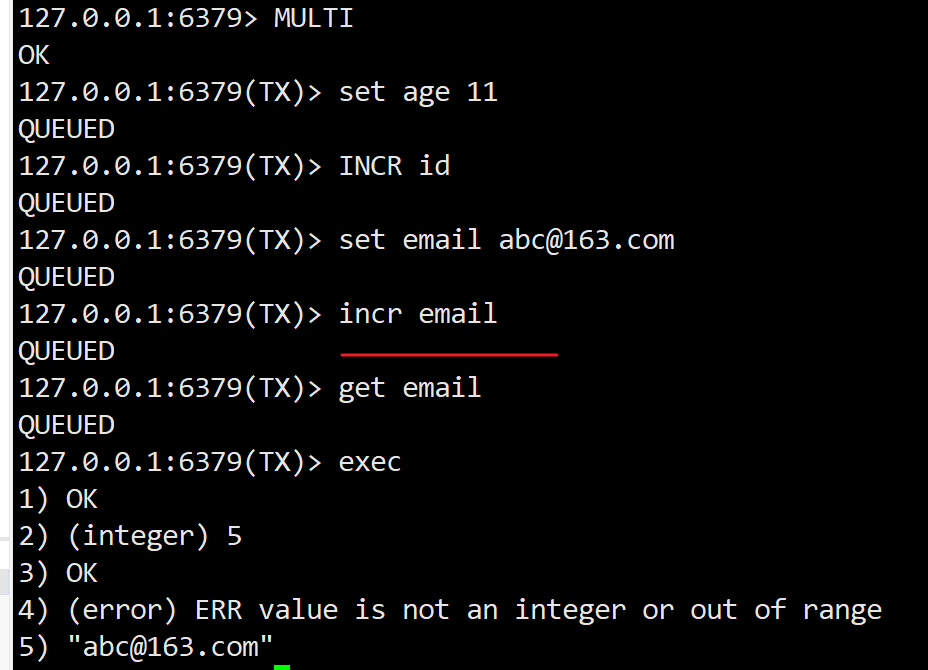 127.0.0.1:6379> MULTI
OK
127.0.0.1:6379(TX)> set age 11
QUEUED
127.0.0.1:6379(TX)> INCR id
QUEUED
127.0.0.1:6379(TX)> set email abc@163.com
QUEUED
127.0.0.1:6379(TX)> incr email
QUEUED
127.0.0.1:6379(TX)> get email
QUEUED
127.0.0.1:6379(TX)> exec
1) OK
2) (integer) 5
3) OK
4) (error) ERR value is not an integer or out of range
5) "abc@163.com"